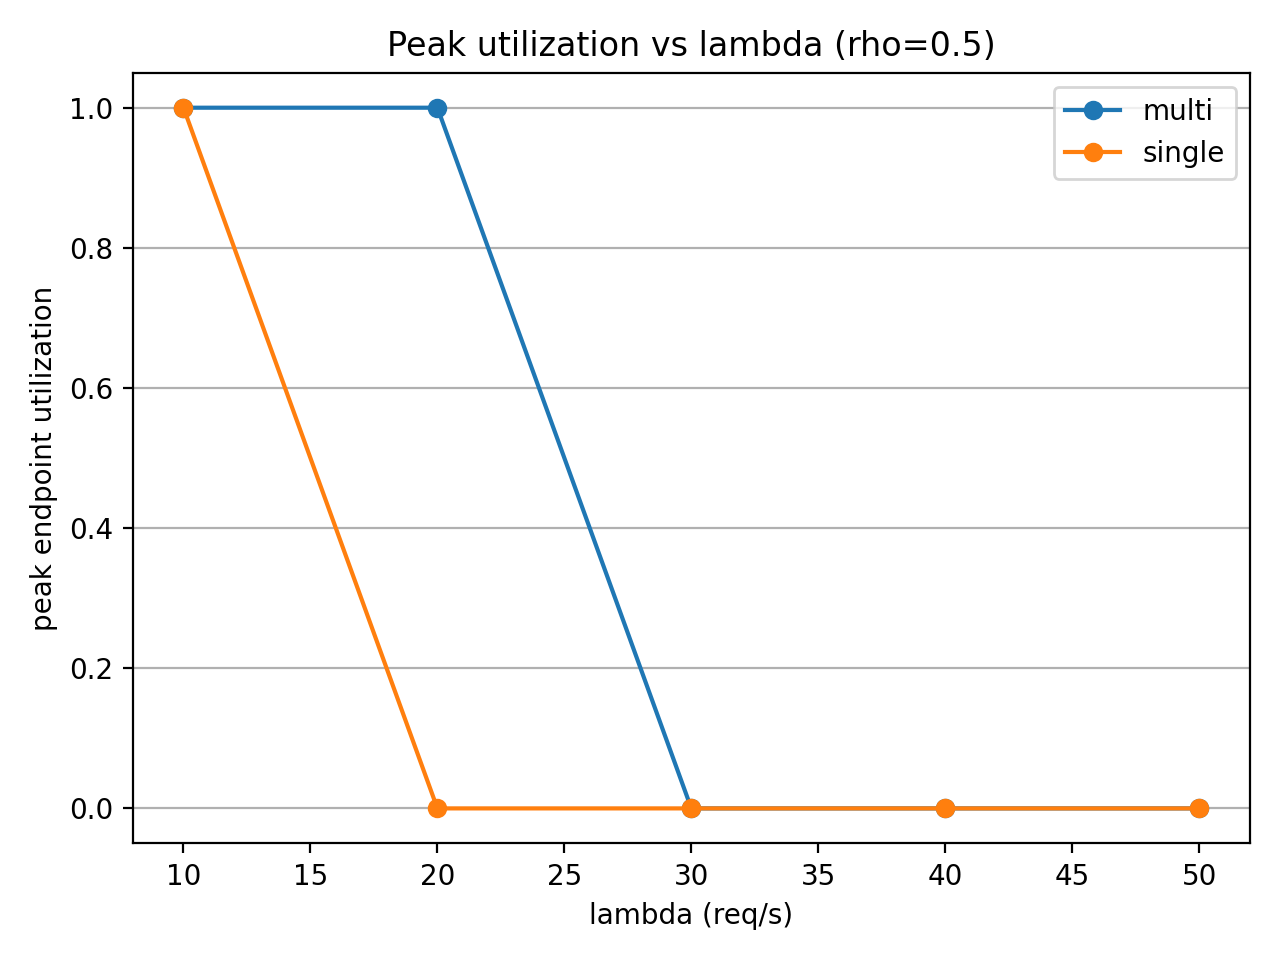 Peak utilization vs lambda (rho=0.5)
multi
single
peak endpoint utilization
1.0
0.8
0.6
0.4
0.2
0.0
10 15 20 25 30 35 40 45 50
lambda (req/s)